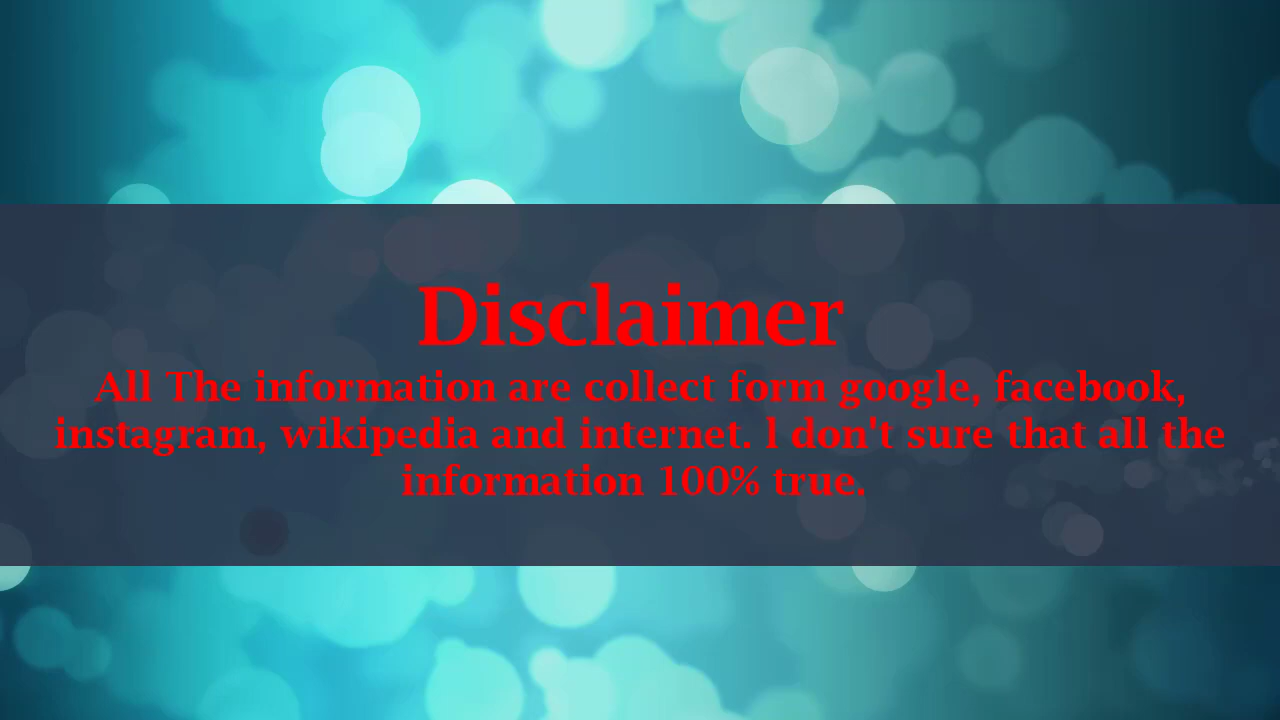 Disclaimer
All The information are collect form google, facebook,
instagram, wikipedia and internet. l don't sure that all the
information 100% true.